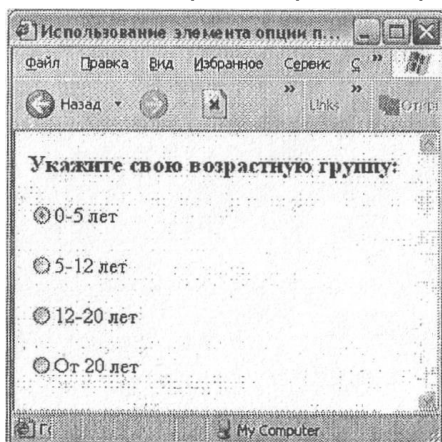 Использование элемента опции п...
Файл Правка Вид Избранное Сервис С »
Назад » Links »
Укажите свою возрастную группу:
0-5 лет
5-12 лет
12-20 лет
От 20 лет
My Computer